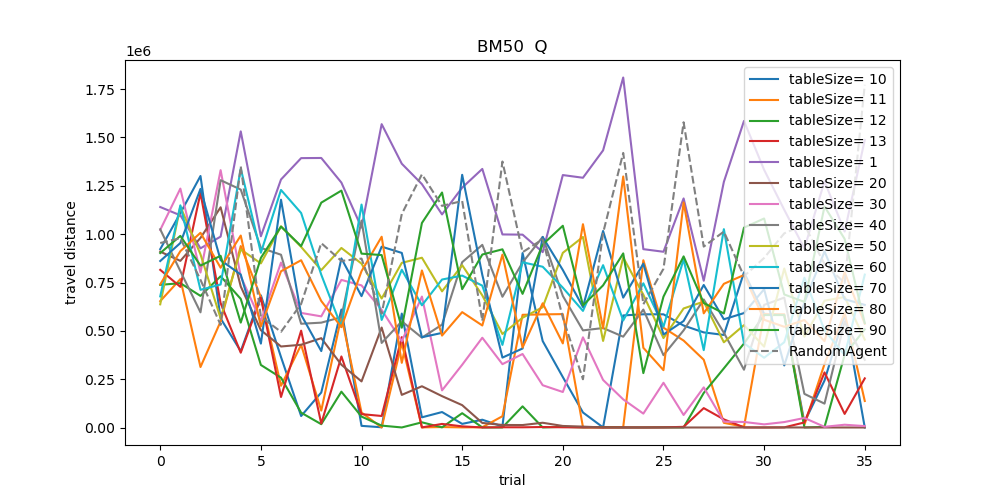 BM50  Q
1e6
1.75
1.50
1.25
1.00
0.75
0.50
0.25
0.00
travel distance
0
5
10
15
20
25
30
35
trial
tableSize= 10
tableSize= 11
tableSize= 12
tableSize= 13
tableSize= 1
tableSize= 20
tableSize= 30
tableSize= 40
tableSize= 50
tableSize= 60
tableSize= 70
tableSize= 80
tableSize= 90
RandomAgent